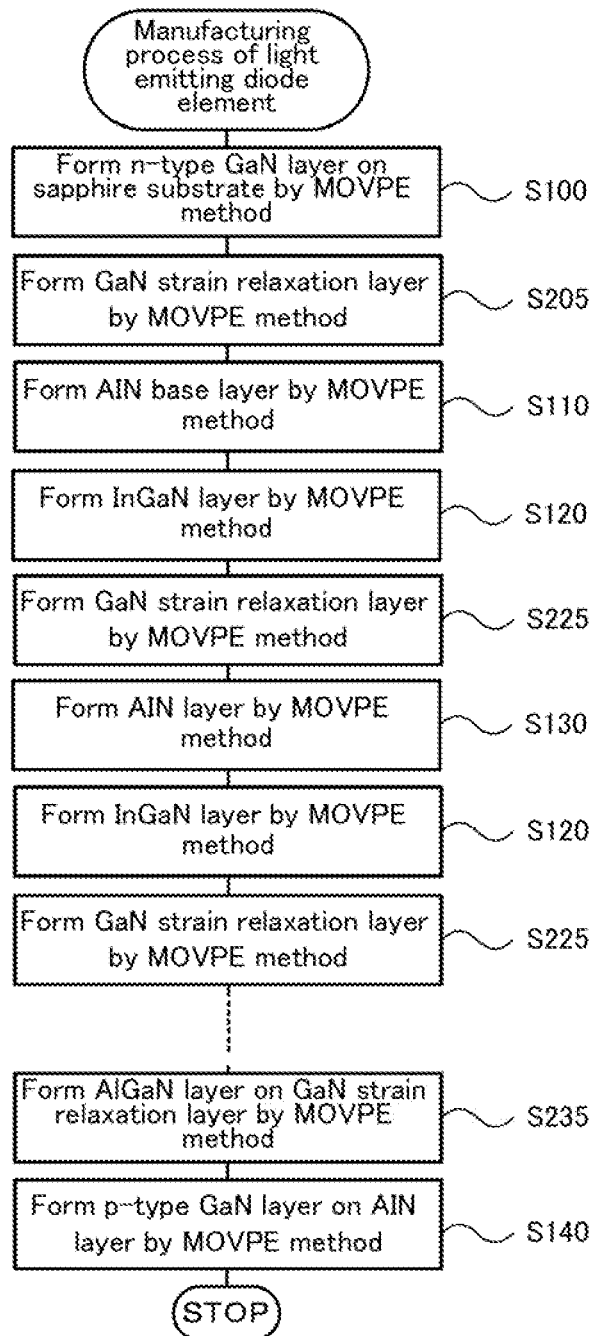 Manufacturing
process of light
emitting diode
element
Form n-type GaN layer on
sapphire substrate by MOVPE
method
S100
Form GaN strain relaxation layer
by MOVPE method
S205
Form AlN base layer by MOVPE
method
S110
Form InGaN layer by MOVPE
method
S120
Form GaN strain relaxation layer
by MOVPE method
S225
Form AlN layer by MOVPE
method
S130
Form InGaN layer by MOVPE
method
S120
Form GaN strain relaxation layer
by MOVPE method
S225
Form AlGaN layer on GaN strain
relaxation layer by MOVPE
method
S235
Form p-type GaN layer on AlN
layer by MOVPE method
S140
STOP